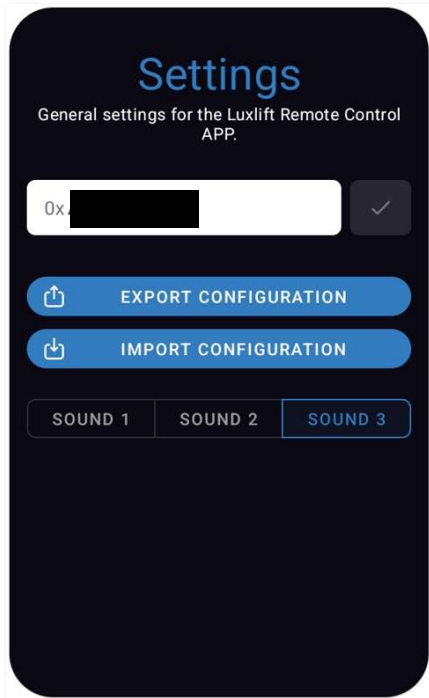 Settings
General settings for the Luxlift Remote Control
APP.
0x
EXPORT CONFIGURATION
IMPORT CONFIGURATION
SOUND 1 SOUND 2 SOUND 3